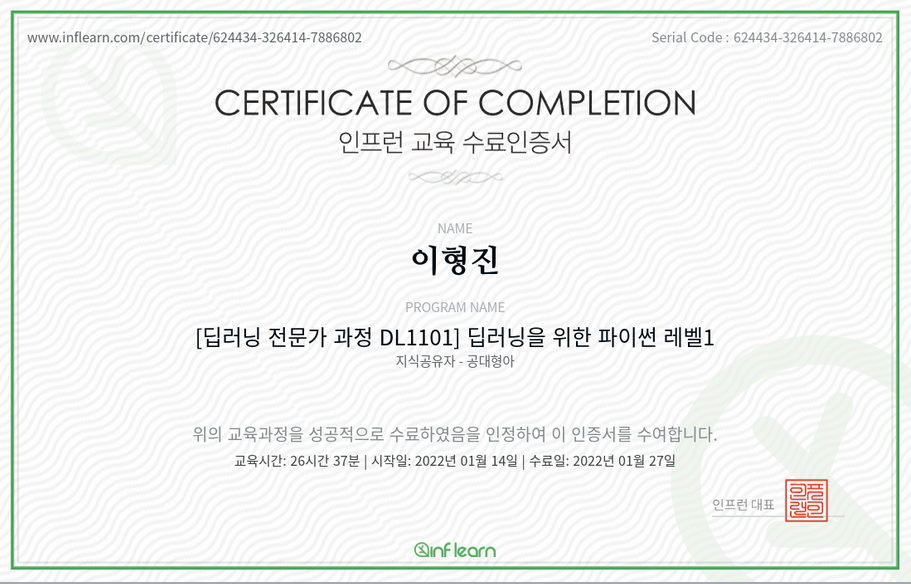 www.inflearn.com/certificate/624434-326414-7886802
Serial Code : 624434-326414-7886802
CERTIFICATE OF COMPLETION
인프런 교육 수료인증서
NAME
이형진
PROGRAM NAME
[딥러닝 전문가 과정 DL1101] 딥러닝을 위한 파이썬 레벨1
지식공유자 - 공대형아
위의 교육과정을 성공적으로 수료하였음을 인정하여 이 인증서를 수여합니다.
교육시간: 26시간 37분 | 시작일: 2022년 01월 14일 | 수료일: 2022년 01월 27일
인프런 대표
인프런인
inflearn